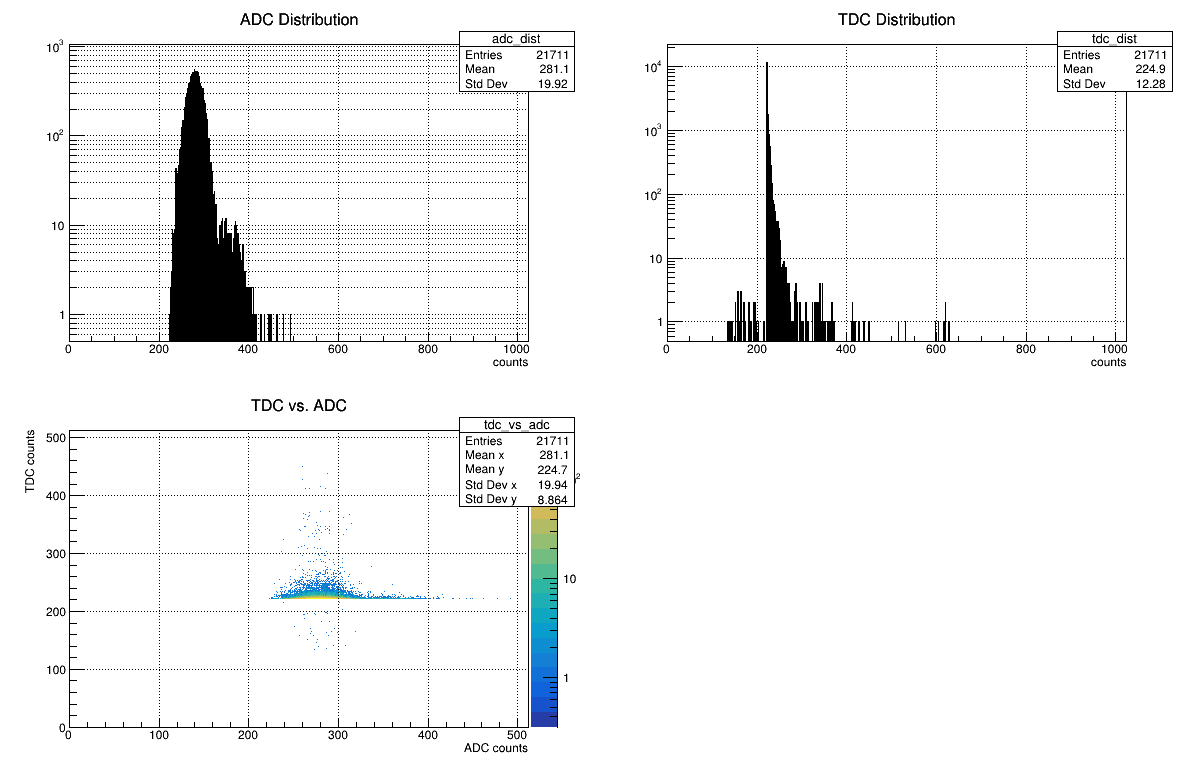 ADC Distribution
adc_dist
Entries 21711
Mean 281.1
Std Dev 19.92
10³
10²
10
1
0 200 400 600 800 1000
counts
TDC Distribution
tdc_dist
Entries 21711
Mean 224.9
Std Dev 12.28
10⁴
10³
10²
10
1
0 200 400 600 800 1000
counts
TDC vs. ADC
tdc_vs_adc
Entries 21711
Mean x 281.1
Mean y 224.7
Std Dev x 19.94
Std Dev y 8.864
TDC counts
500
400
300
200
100
0
0 100 200 300 400 500
ADC counts
2
10
1